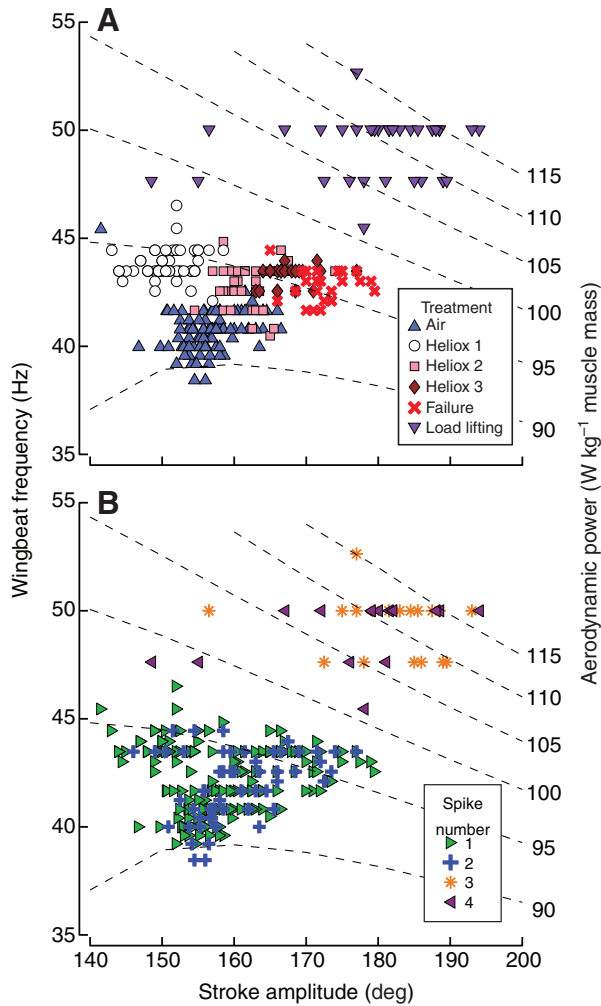 A
55
50
45
40
35
Wingbeat frequency (Hz)
115
110
105
100
95
90
Treatment
Air
Heliox 1
Heliox 2
Heliox 3
Failure
Load lifting
Aerodynamic power (W kg⁻¹ muscle mass)
B
55
50
45
40
35
115
110
105
100
95
90
Spike
number
1
2
3
4
140 150 160 170 180 190 200
Stroke amplitude (deg)